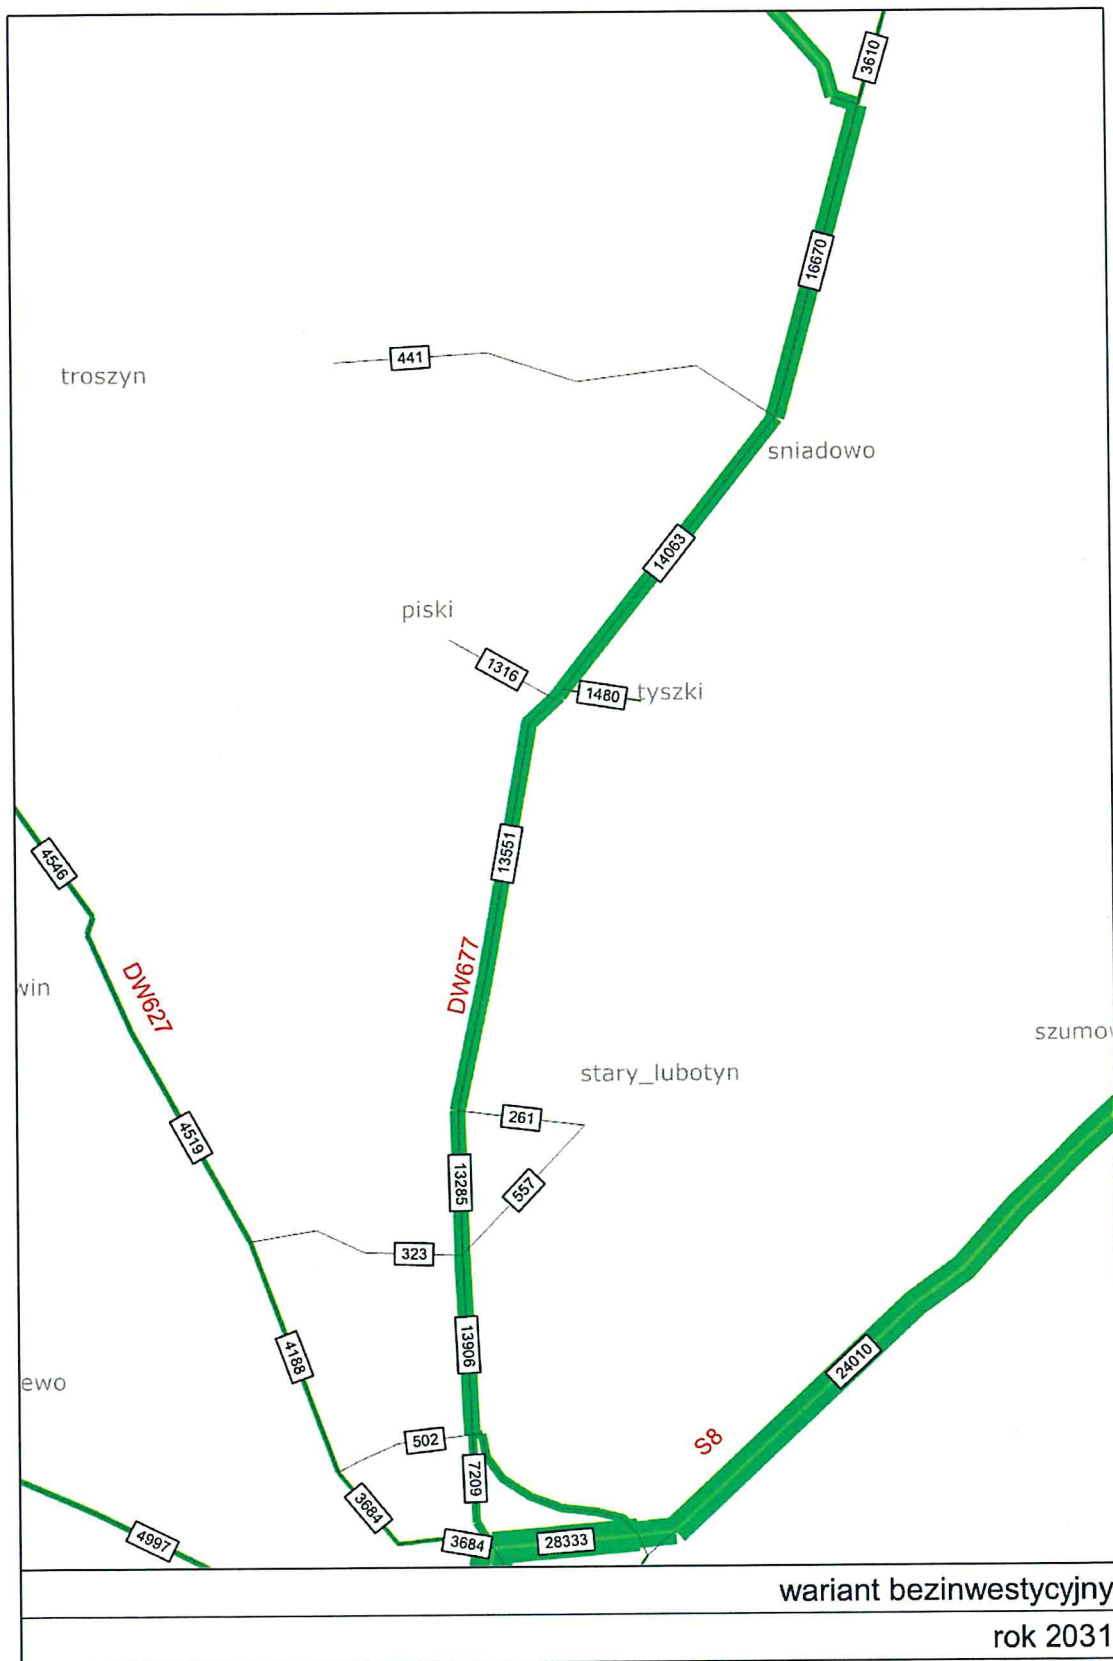 3610
16670
441
troszyn
sniadowo
14063
piski
1316
1480
tyszki
13551
4546
DW677
DW627
win
szumo
stary_lubotyn
261
4519
13285
557
323
13906
4188
24010
ewo
502
S8
7209
3684
4997
3684
28333
wariant bezinwestycyjny
rok 2031